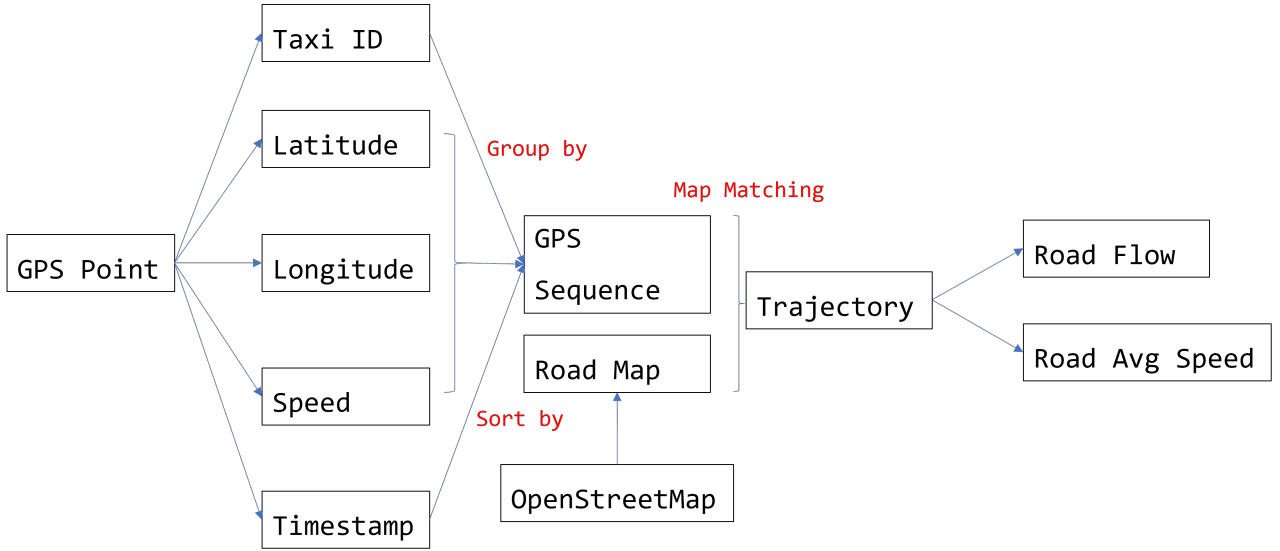 Taxi ID
Latitude
Group by
Map Matching
GPS Point
Longitude
GPS
Sequence
Road Flow
Trajectory
Road Map
Road Avg Speed
Speed
Sort by
OpenStreetMap
Timestamp